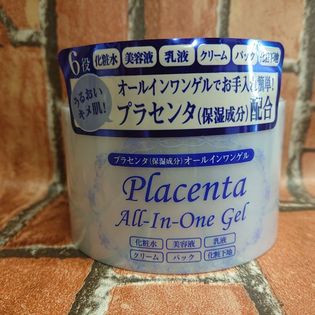 6役 化粧水 美容液 乳液 クリーム パック 化粧下地
うるおい
キメ肌!
オールインワンゲルでお手入れ簡単!
プラセンタ(保湿成分)配合
プラセンタ(保湿成分)オールインワンゲル
Placenta
All-In-One Gel
化粧水 美容液 乳液
クリーム パック 化粧下地